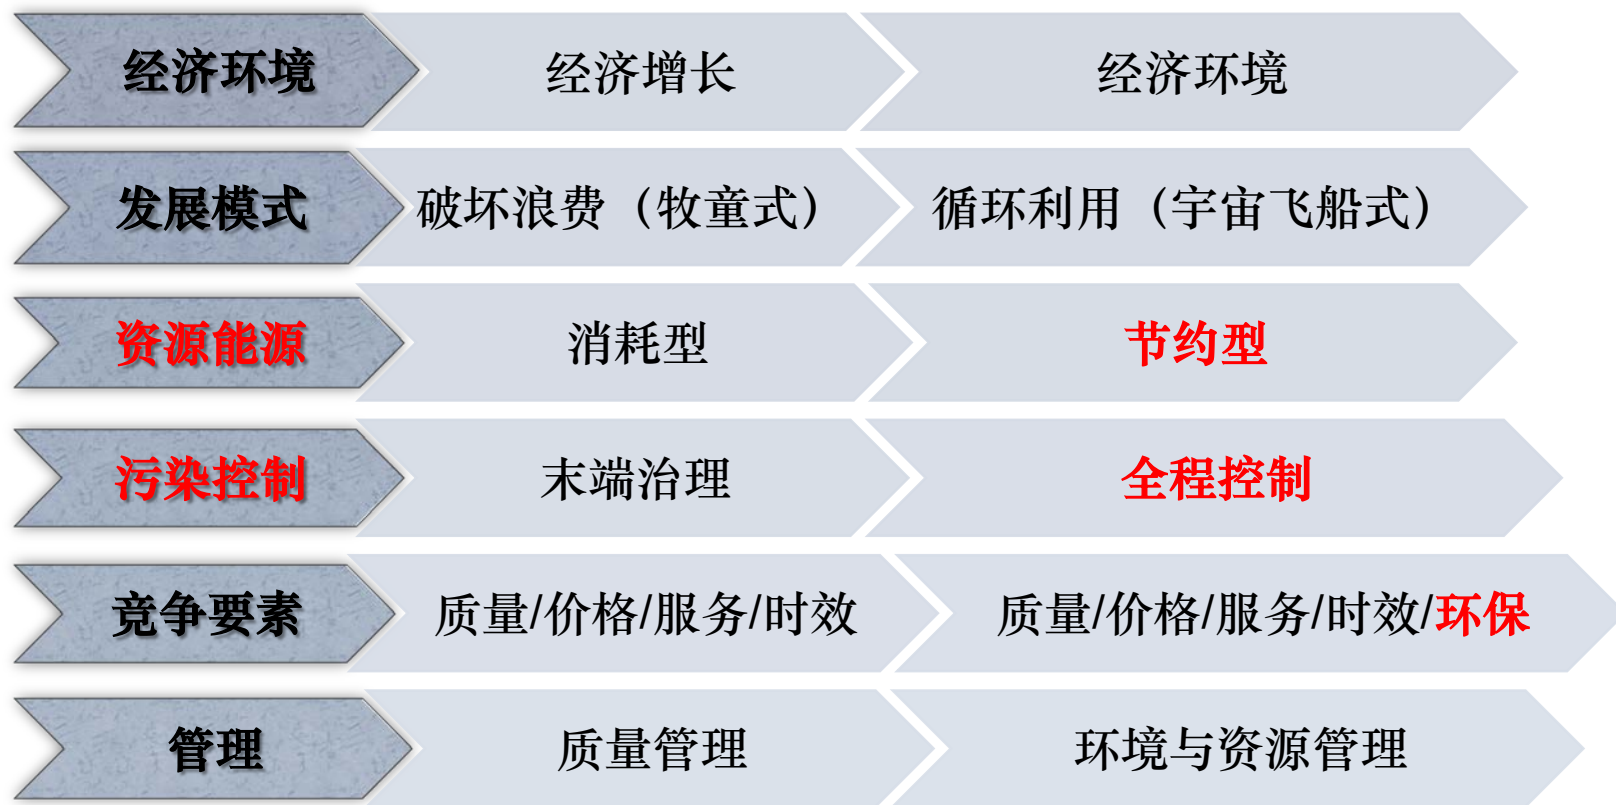 经济环境 经济增长 经济环境
发展模式 破坏浪费（牧童式） 循环利用（宇宙飞船式）
资源能源 消耗型 节约型
污染控制 末端治理 全程控制
竞争要素 质量/价格/服务/时效 质量/价格/服务/时效/环保
管理 质量管理 环境与资源管理